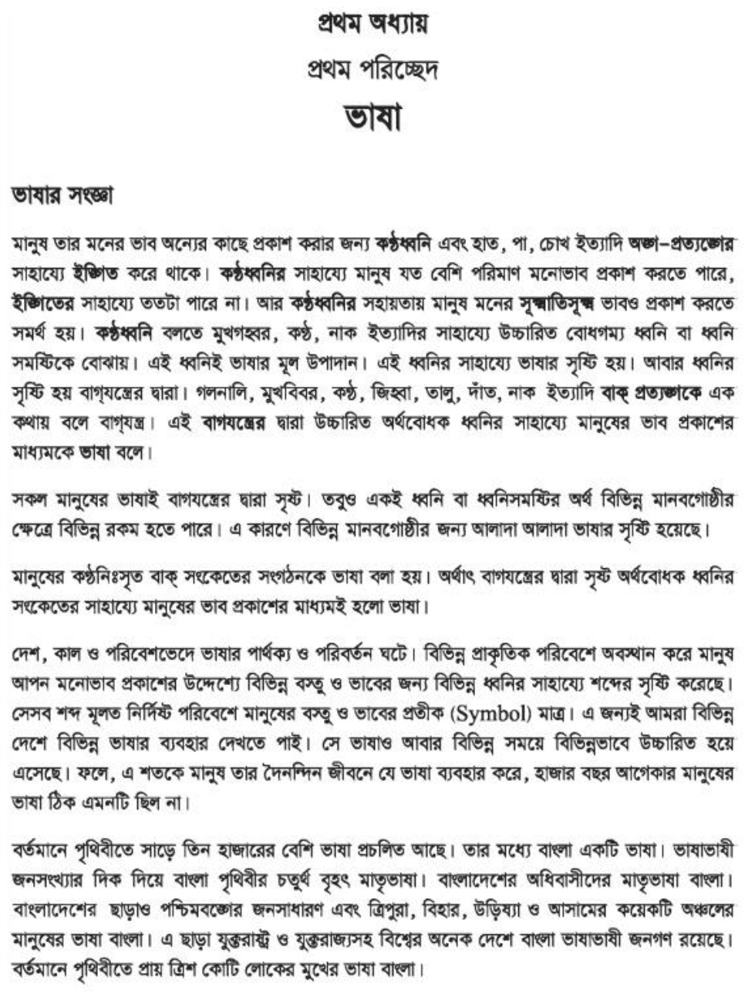 প্রথম অধ্যায়
প্রথম পরিচ্ছেদ
ভাষা
ভাষার সংজ্ঞা
মানুষ তার মনের ভাব অন্যের কাছে প্রকাশ করার জন্য কণ্ঠধ্বনি এবং হাত, পা, চোখ ইত্যাদি অঙ্গ-প্রত্যঙ্গের
সাহায্যে ইঙ্গিত করে থাকে। কণ্ঠধ্বনির সাহায্যে মানুষ যত বেশি পরিমাণ মনোভাব প্রকাশ করতে পারে,
ইঙ্গিতের সাহায্যে ততটা পারে না। আর কণ্ঠধ্বনির সহায়তায় মানুষ মনের সূক্ষ্মাতিসূক্ষ্ম ভাবও প্রকাশ করতে
সমর্থ হয়। কণ্ঠধ্বনি বলতে মুখগহ্বর, কণ্ঠ, নাক ইত্যাদির সাহায্যে উচ্চারিত বোধগম্য ধ্বনি বা ধ্বনি
সমষ্টিকে বোঝায়। এই ধ্বনিই ভাষার মূল উপাদান। এই ধ্বনির সাহায্যে ভাষার সৃষ্টি হয়। আবার ধ্বনির
সৃষ্টি হয় বাগ্‌যন্ত্রের দ্বারা। গলনালি, মুখবিবর, কণ্ঠ, জিহ্বা, তালু, দাঁত, নাক ইত্যাদি বাক্ প্রত্যঙ্গকে এক
কথায় বলে বাগ্‌যন্ত্র। এই বাগযন্ত্রের দ্বারা উচ্চারিত অর্থবোধক ধ্বনির সাহায্যে মানুষের ভাব প্রকাশের
মাধ্যমকে ভাষা বলে।
সকল মানুষের ভাষাই বাগযন্ত্রের দ্বারা সৃষ্ট। তবুও একই ধ্বনি বা ধ্বনিসমষ্টির অর্থ বিভিন্ন মানবগোষ্ঠীর
ক্ষেত্রে বিভিন্ন রকম হতে পারে। এ কারণে বিভিন্ন মানবগোষ্ঠীর জন্য আলাদা আলাদা ভাষার সৃষ্টি হয়েছে।
মানুষের কণ্ঠনিঃসৃত বাক্ সংকেতের সংগঠনকে ভাষা বলা হয়। অর্থাৎ বাগযন্ত্রের দ্বারা সৃষ্ট অর্থবোধক ধ্বনির
সংকেতের সাহায্যে মানুষের ভাব প্রকাশের মাধ্যমই হলো ভাষা।
দেশ, কাল ও পরিবেশভেদে ভাষার পার্থক্য ও পরিবর্তন ঘটে। বিভিন্ন প্রাকৃতিক পরিবেশে অবস্থান করে মানুষ
আপন মনোভাব প্রকাশের উদ্দেশ্যে বিভিন্ন বস্তু ও ভাবের জন্য বিভিন্ন ধ্বনির সাহায্যে শব্দের সৃষ্টি করেছে।
সেসব শব্দ মূলত নির্দিষ্ট পরিবেশে মানুষের বস্তু ও ভাবের প্রতীক (Symbol) মাত্র। এ জন্যই আমরা বিভিন্ন
দেশে বিভিন্ন ভাষার ব্যবহার দেখতে পাই। সে ভাষাও আবার বিভিন্ন সময়ে বিভিন্নভাবে উচ্চারিত হয়ে
এসেছে। ফলে, এ শতকে মানুষ তার দৈনন্দিন জীবনে যে ভাষা ব্যবহার করে, হাজার বছর আগেকার মানুষের
ভাষা ঠিক এমনটি ছিল না।
বর্তমানে পৃথিবীতে সাড়ে তিন হাজারের বেশি ভাষা প্রচলিত আছে। তার মধ্যে বাংলা একটি ভাষা। ভাষাভাষী
জনসংখ্যার দিক দিয়ে বাংলা পৃথিবীর চতুর্থ বৃহৎ মাতৃভাষা। বাংলাদেশের অধিবাসীদের মাতৃভাষা বাংলা।
বাংলাদেশের ছাড়াও পশ্চিমবঙ্গের জনসাধারণ এবং ত্রিপুরা, বিহার, উড়িষ্যা ও আসামের কয়েকটি অঞ্চলের
মানুষের ভাষা বাংলা। এ ছাড়া যুক্তরাষ্ট্র ও যুক্তরাজ্যসহ বিশ্বের অনেক দেশে বাংলা ভাষাভাষী জনগণ রয়েছে।
বর্তমানে পৃথিবীতে প্রায় ত্রিশ কোটি লোকের মুখের ভাষা বাংলা।